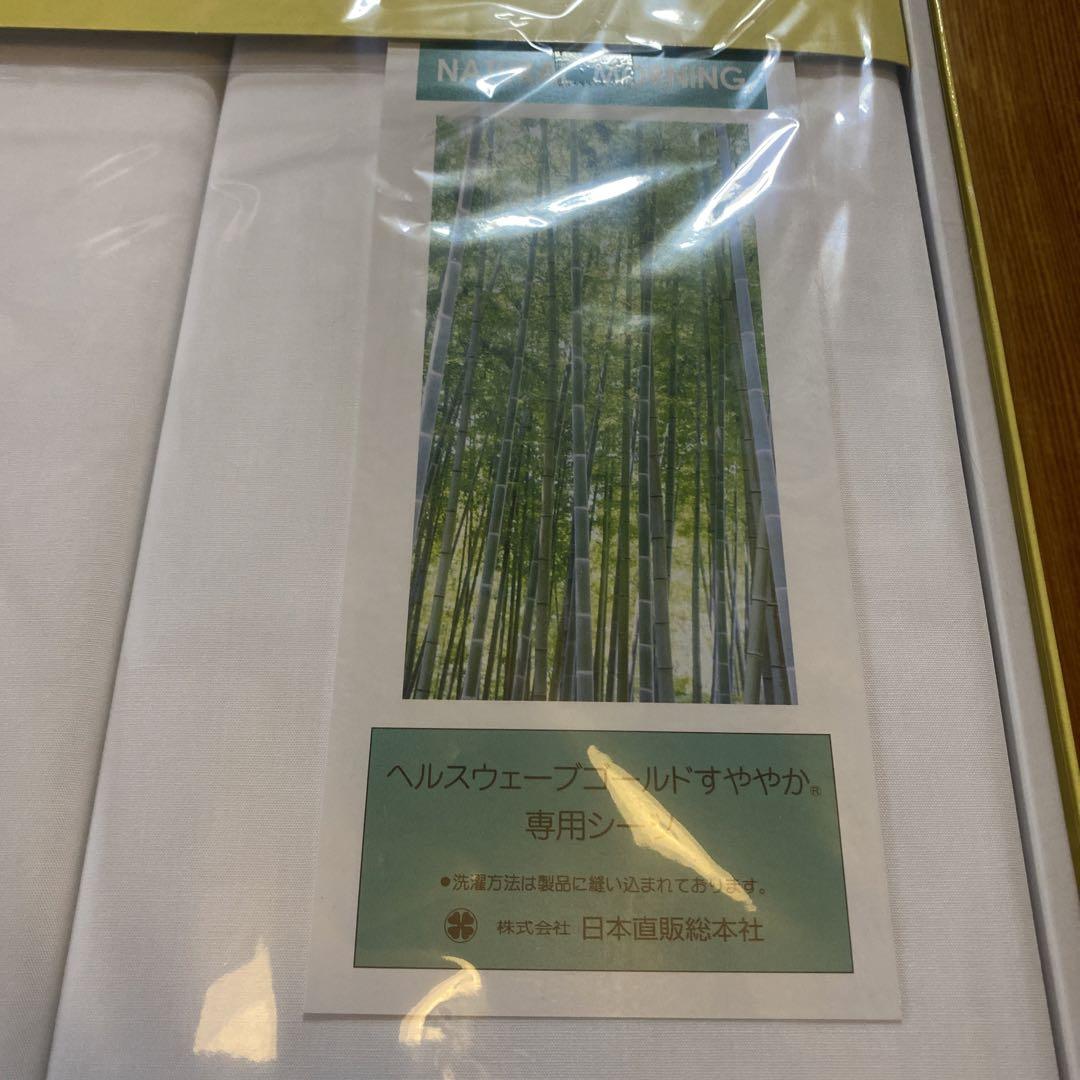 NATURAL MORNING
ヘルスウェーブゴールドすややか®
専用シーツ
●洗濯方法は製品に縫い込まれております。
株式会社 日本直販総本社